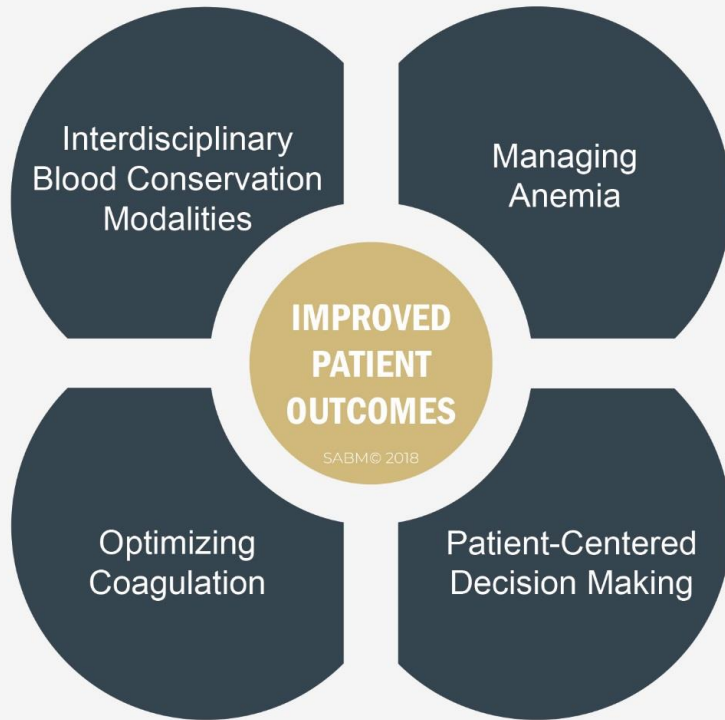 Interdisciplinary
Blood Conservation
Modalities
Managing
Anemia
IMPROVED
PATIENT
OUTCOMES
SABM© 2018
Optimizing
Coagulation
Patient-Centered
Decision Making